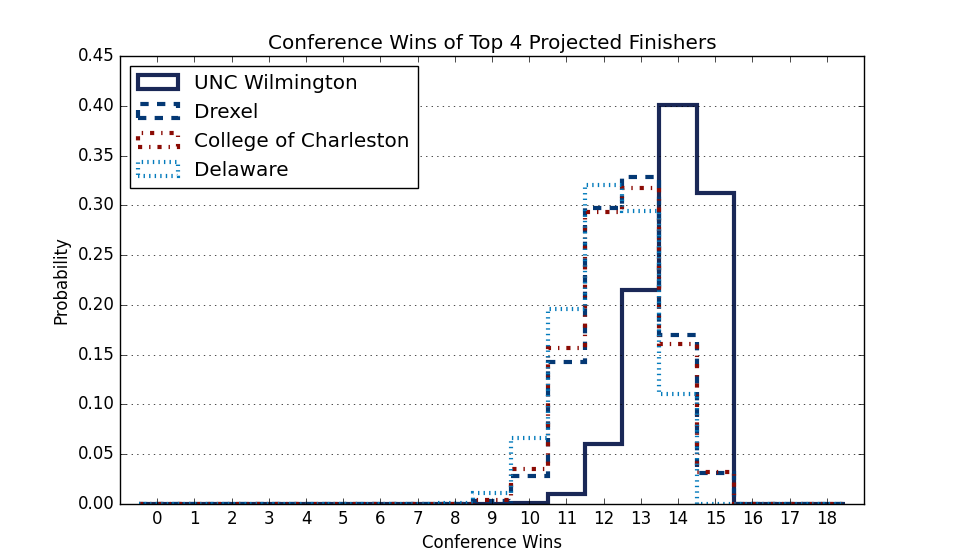 Conference Wins of Top 4 Projected Finishers
UNC Wilmington
Drexel
College of Charleston
Delaware
0.45
0.40
0.35
0.30
0.25
0.20
0.15
0.10
0.05
0.00
Probability
0 1 2 3 4 5 6 7 8 9 10 11 12 13 14 15 16 17 18
Conference Wins